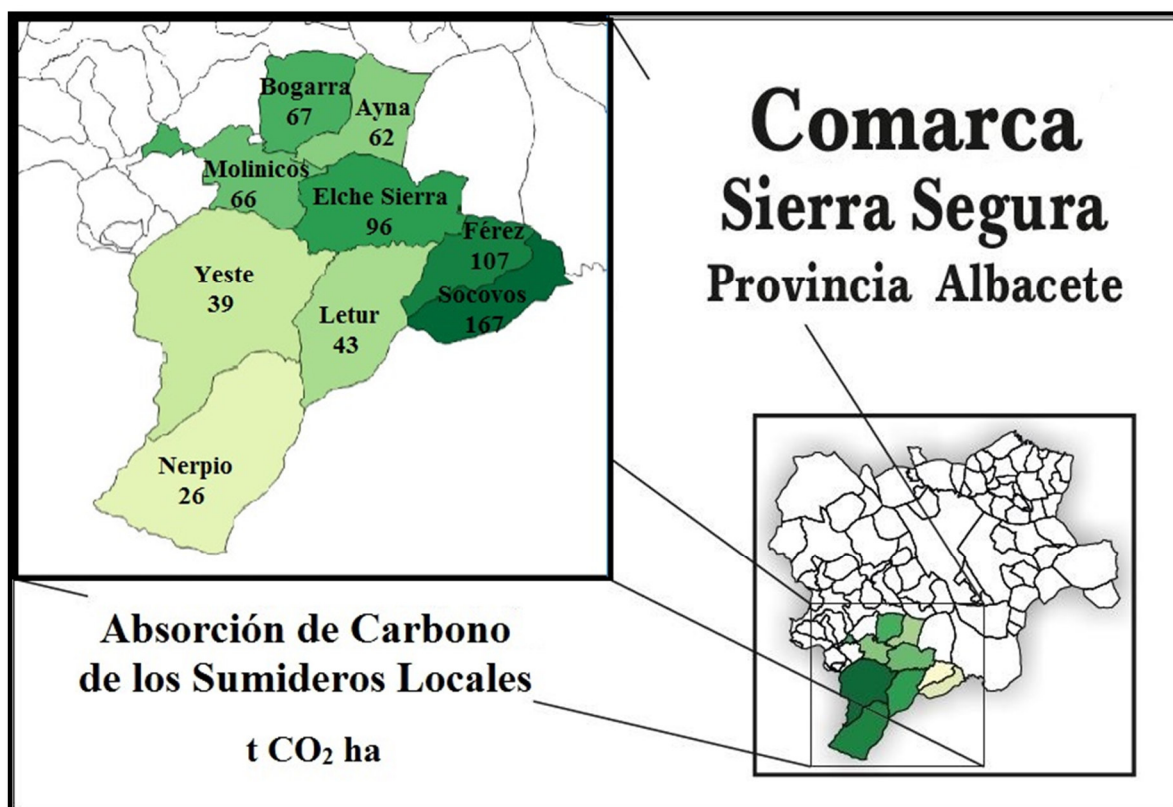 Bogarra
67
Ayna
62
Molinicos
66
Elche Sierra
96
Férez
107
Socovos
167
Yeste
39
Letur
43
Nerpio
26
Comarca
Sierra Segura
Provincia Albacete
Absorción de Carbono
de los Sumideros Locales
t CO₂ ha